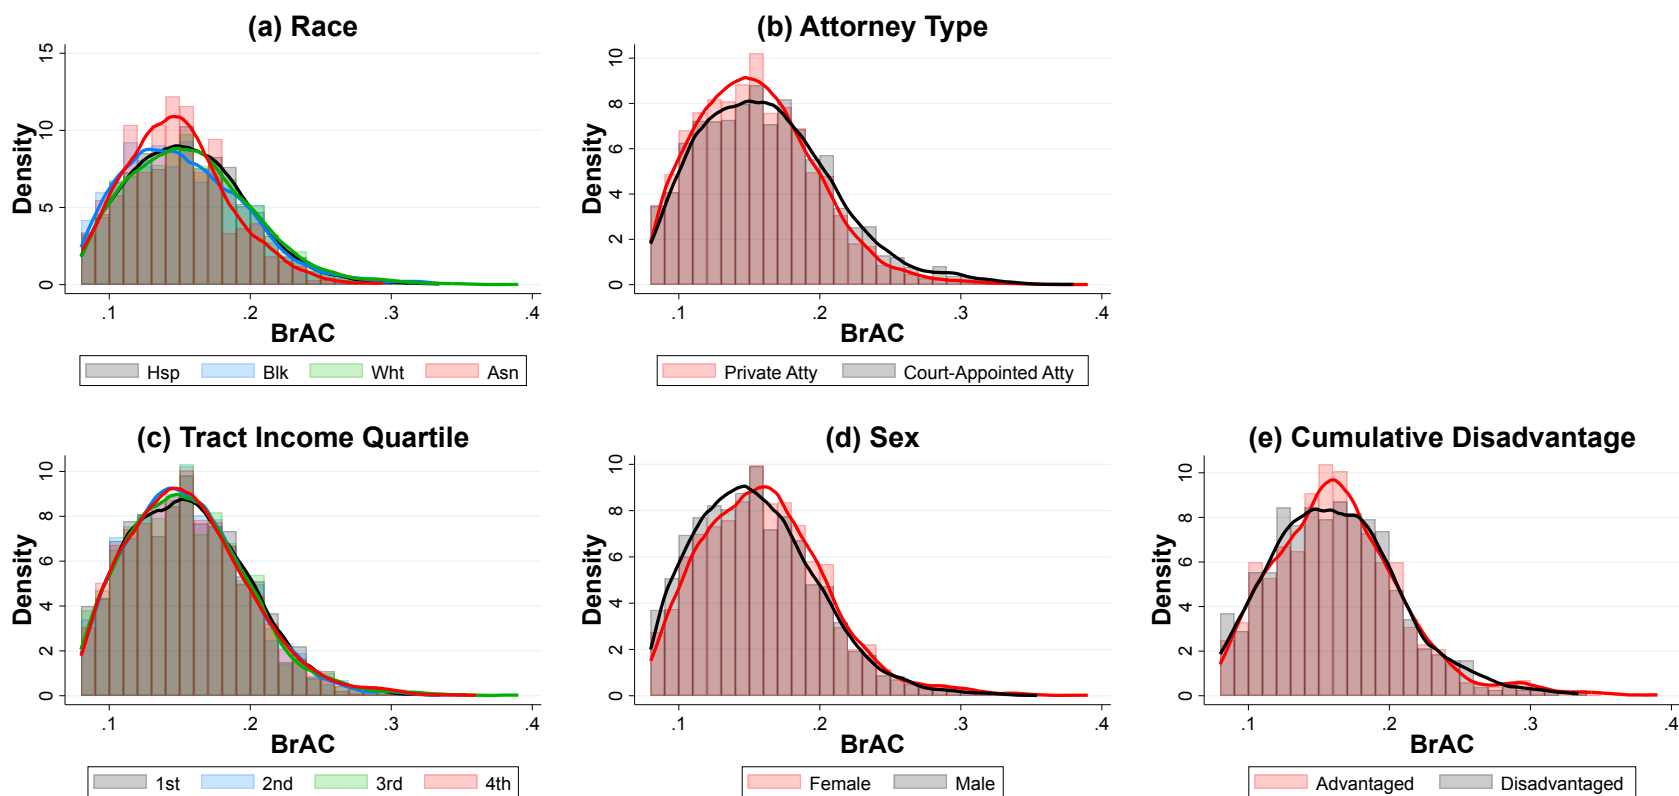 (a) Race
Density
0
5
10
15
.1
.2
.3
.4
BrAC
Hsp
Blk
Wht
Asn
(b) Attorney Type
Density
0
2
4
6
8
10
.1
.2
.3
.4
BrAC
Private Atty
Court-Appointed Atty
(c) Tract Income Quartile
Density
0
2
4
6
8
10
.1
.2
.3
.4
BrAC
1st
2nd
3rd
4th
(d) Sex
Density
0
2
4
6
8
10
.1
.2
.3
.4
BrAC
Female
Male
(e) Cumulative Disadvantage
Density
0
2
4
6
8
10
.1
.2
.3
.4
BrAC
Advantaged
Disadvantaged